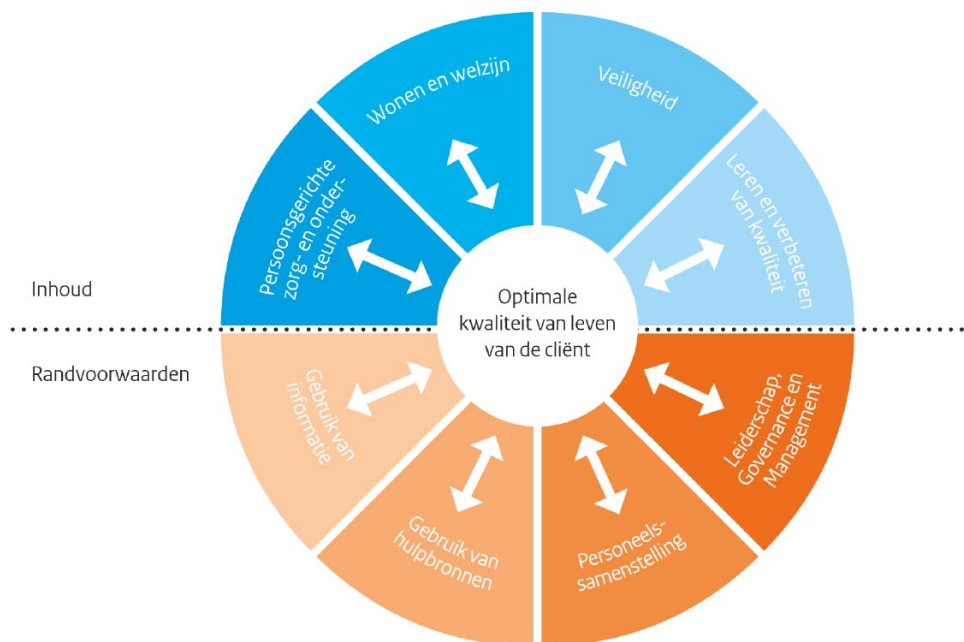 Wonen en welzijn
Veiligheid
Persoonsgerichte
zorg- en onder-
steuning
Leren en verbeteren
van kwaliteit
Inhoud
Optimale
kwaliteit van leven
van de cliënt
Randvoorwaarden
Gebruik van
informatie
Leiderschap,
Governance en
Management
Gebruik van
hulpbronnen
Personeels-
samenstelling